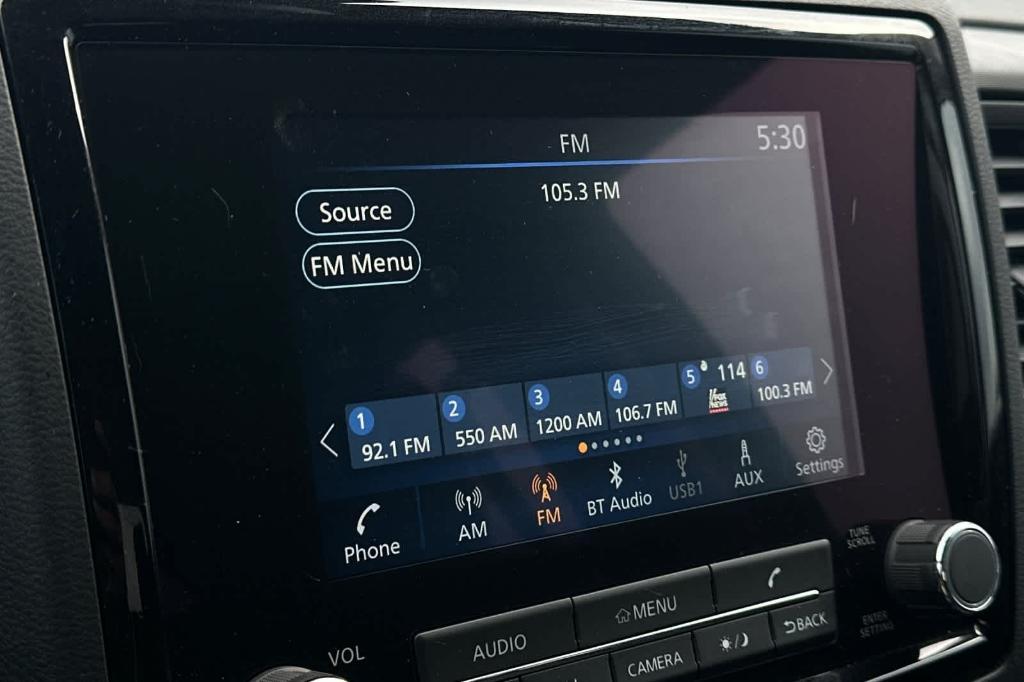 FM
5:30
105.3 FM
Source
FM Menu
1
92.1 FM
2
550 AM
3
1200 AM
4
106.7 FM
5
114
FOX
NEWS
6
100.3 FM
Phone
AM
FM
BT Audio
USB1
AUX
Settings
TUNE
SCROLL
VOL
AUDIO
MENU
CAMERA
BACK
ENTER
SETTING